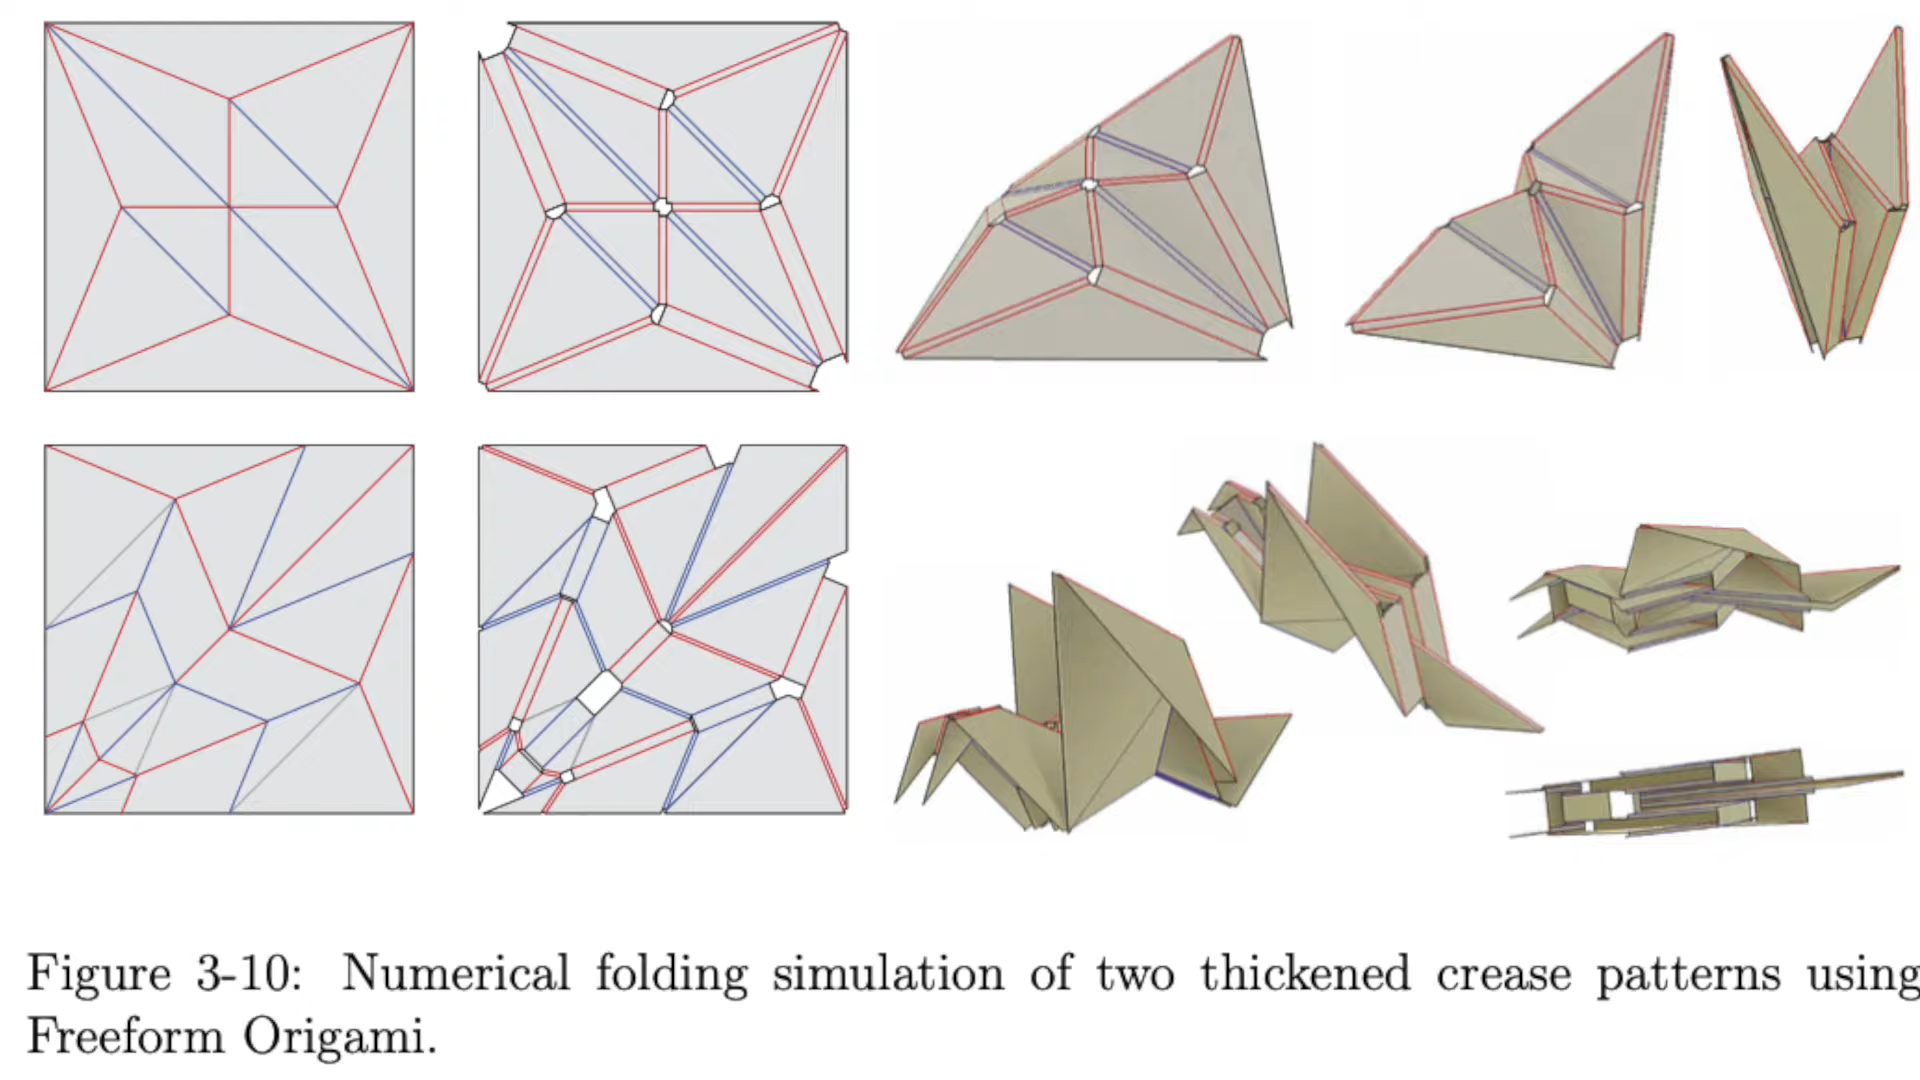 Figure 3-10: Numerical folding simulation of two thickened crease patterns using
Freeform Origami.